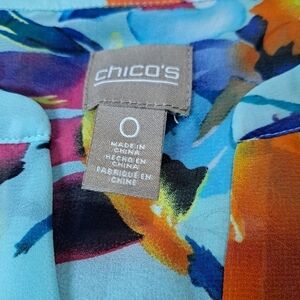 chico's
0
MADE IN
CHINA
HECHO EN
CHINA
FABRIQUÉ EN
CHINE